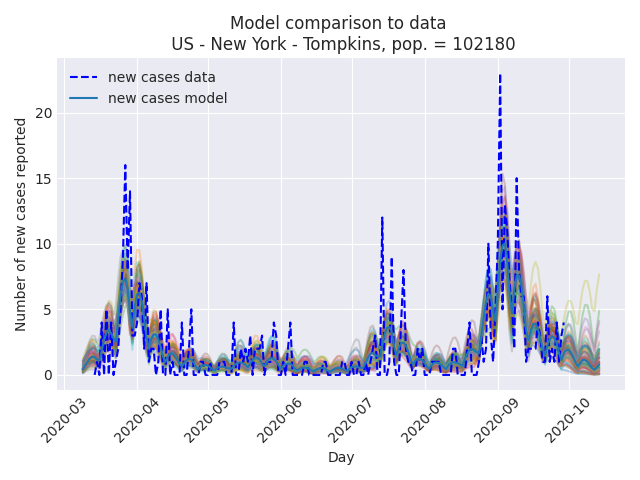 Model comparison to data
US - New York - Tompkins, pop. = 102180
new cases data
new cases model
Number of new cases reported
20
15
10
5
0
2020-03
2020-04
2020-05
2020-06
2020-07
2020-08
2020-09
2020-10
Day